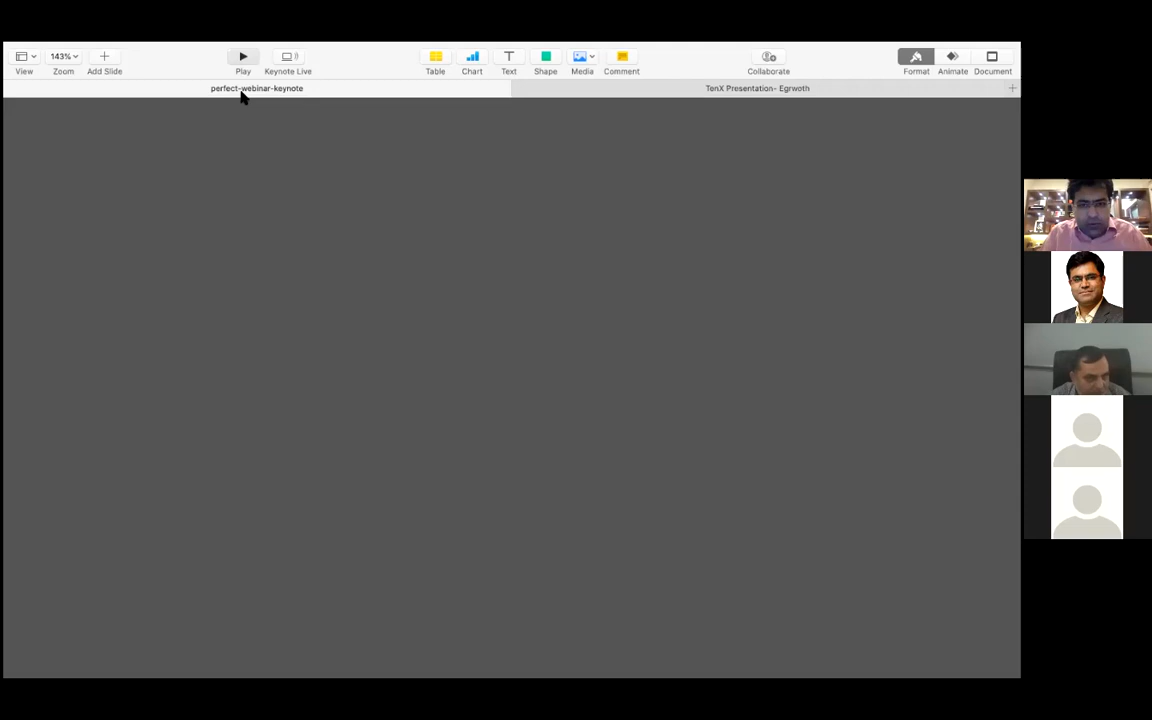 143%
View Zoom Add Slide Play Keynote Live Table Chart Text Shape Media Comment Collaborate Format Animate Document
perfect-webinar-keynote TenX Presentation- Egrwoth